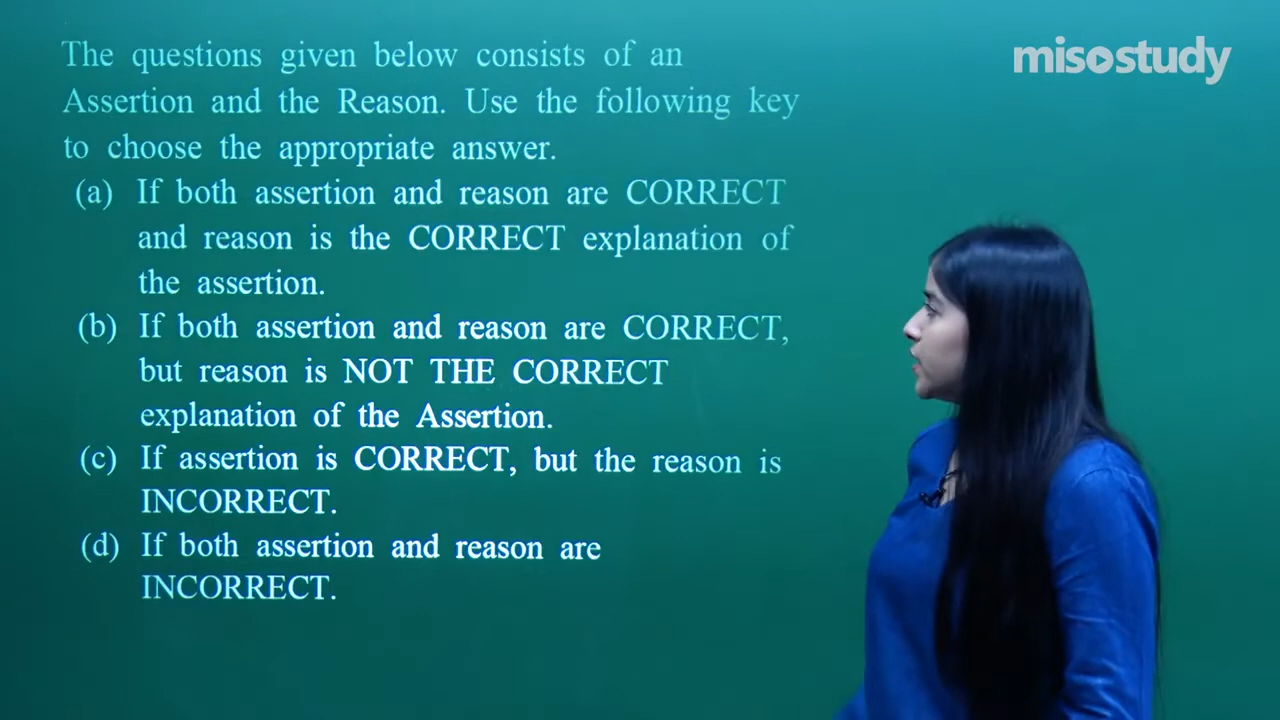 The questions given below consists of an
Assertion and the Reason. Use the following key
to choose the appropriate answer.
(a) If both assertion and reason are CORRECT
and reason is the CORRECT explanation of
the assertion.
(b) If both assertion and reason are CORRECT,
but reason is NOT THE CORRECT
explanation of the Assertion.
(c) If assertion is CORRECT, but the reason is
INCORRECT.
(d) If both assertion and reason are
INCORRECT.
misostudy